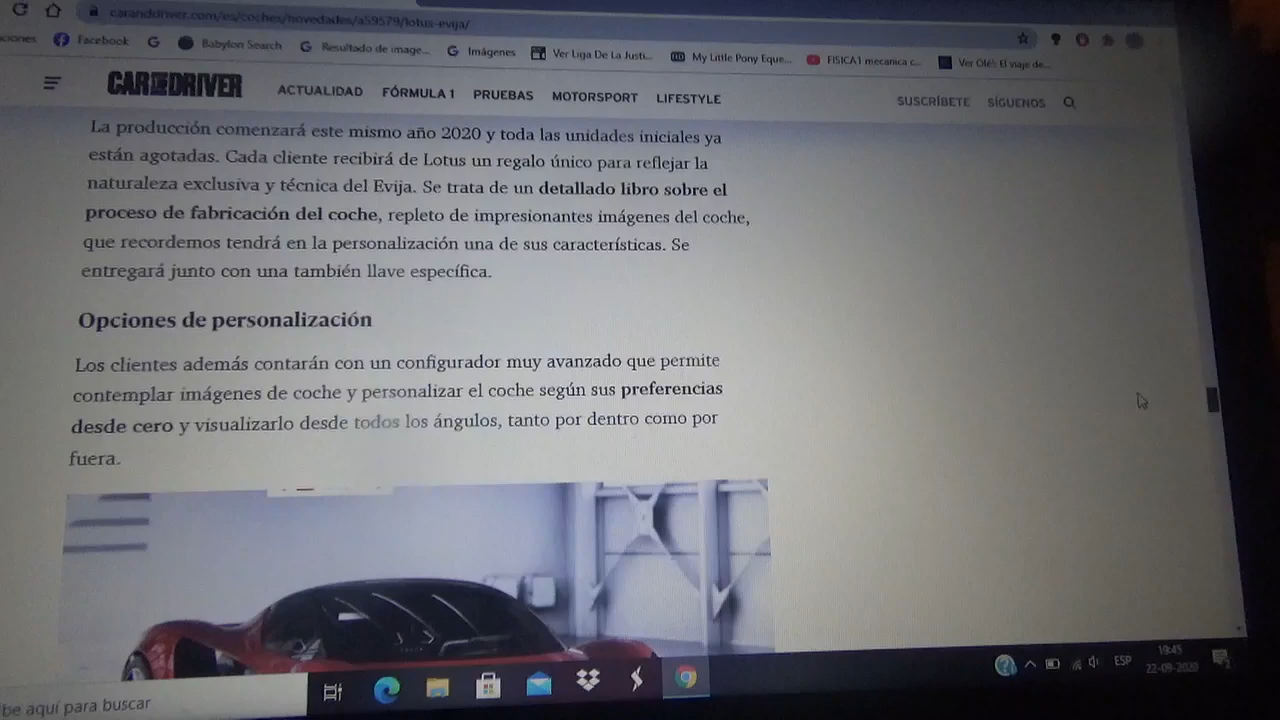 caranddriver.com/es/coches/novedades/a59579/lotus-evija/
ciones Facebook G Babylon Search Resultado de image... Imágenes Ver Liga De La Justi... My Little Pony Eque... FISICA1 mecanica c... Ver Olé!: El viaje de...
CAR DRIVER ACTUALIDAD FÓRMULA 1 PRUEBAS MOTORSPORT LIFESTYLE SUSCRÍBETE SÍGUENOS
La producción comenzará este mismo año 2020 y toda las unidades iniciales ya
están agotadas. Cada cliente recibirá de Lotus un regalo único para reflejar la
naturaleza exclusiva y técnica del Evija. Se trata de un detallado libro sobre el
proceso de fabricación del coche, repleto de impresionantes imágenes del coche,
que recordemos tendrá en la personalización una de sus características. Se
entregará junto con una también llave específica.
Opciones de personalización
Los clientes además contarán con un configurador muy avanzado que permite
contemplar imágenes de coche y personalizar el coche según sus preferencias
desde cero y visualizarlo desde todos los ángulos, tanto por dentro como por
fuera.
be aquí para buscar
ESP
19:45
22-09-2020